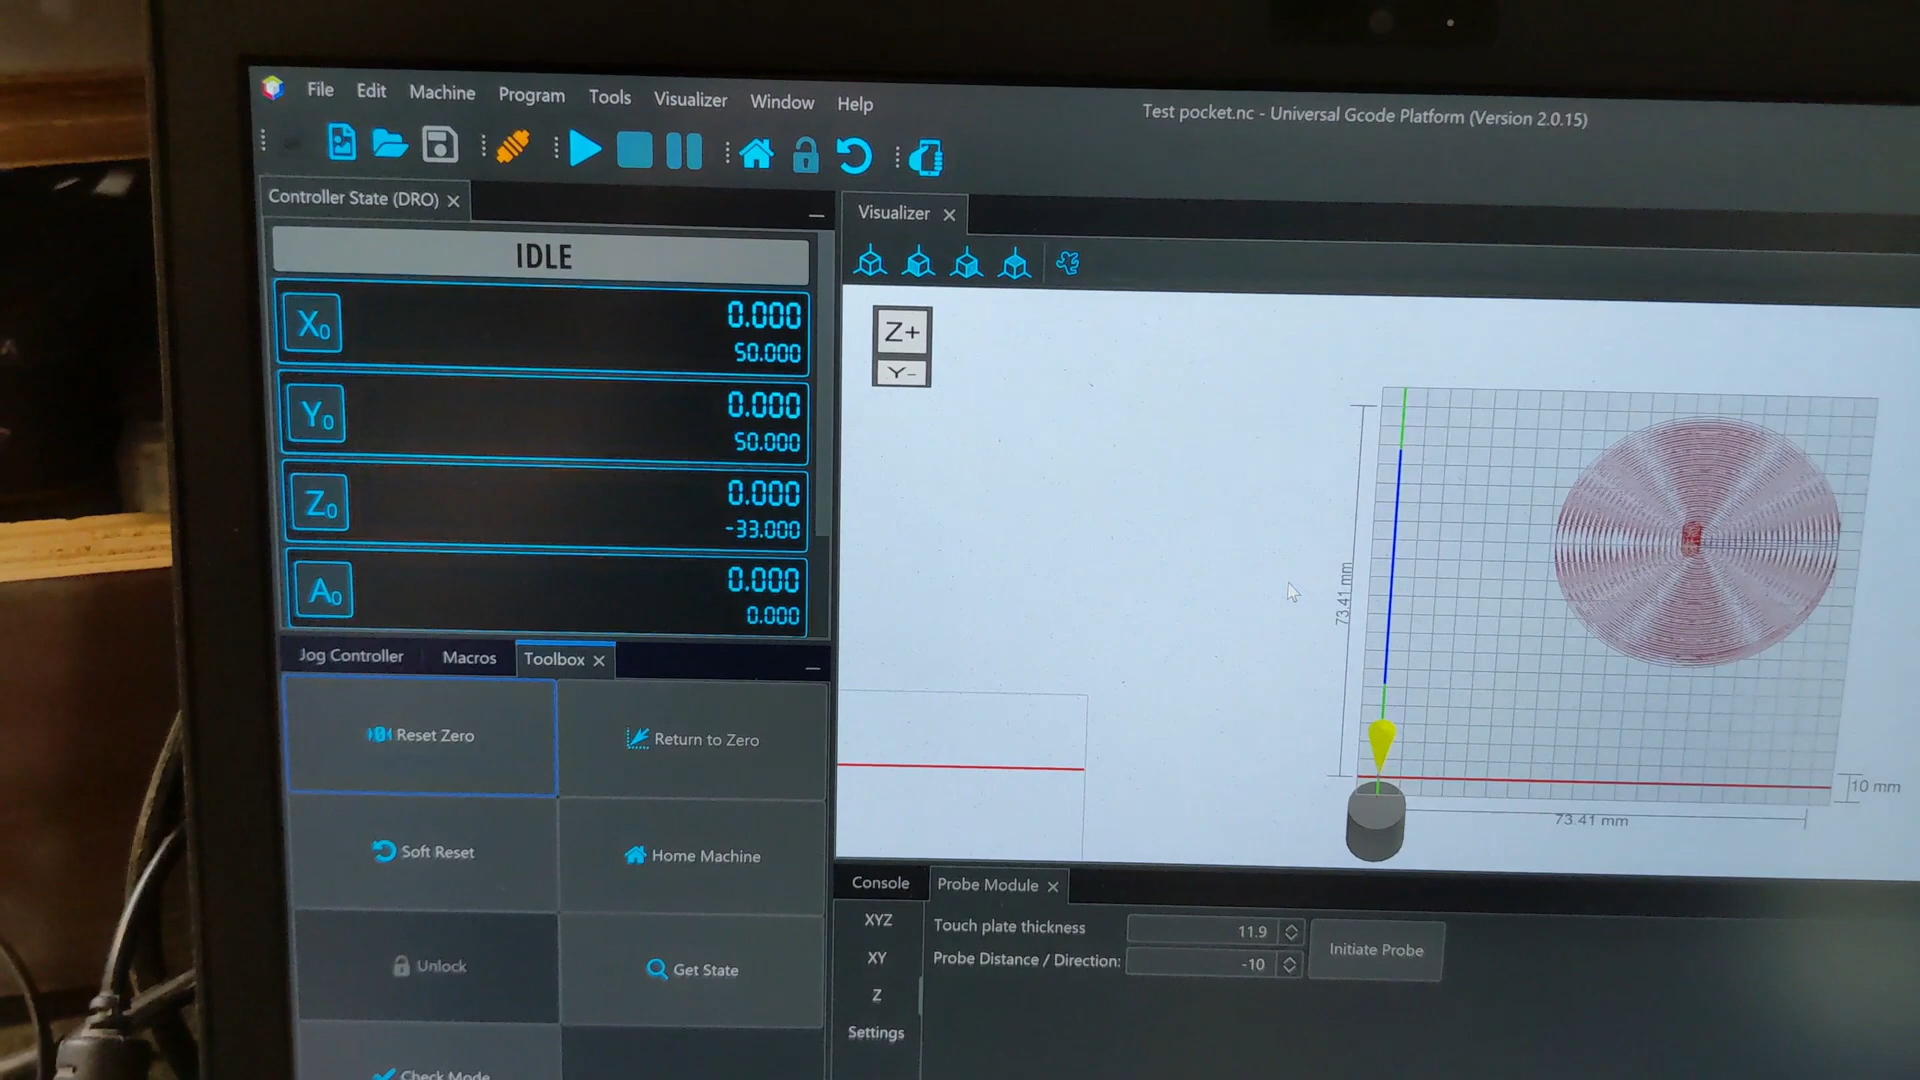 File Edit Machine Program Tools Visualizer Window Help
Test pocket.nc - Universal Gcode Platform (Version 2.0.15)
Controller State (DRO)
IDLE
X0 0.000
50.000
Y0 0.000
50.000
Z0 0.000
-33.000
A0 0.000
0.000
Jog Controller Macros Toolbox
Reset Zero Return to Zero
Soft Reset Home Machine
Unlock Get State
Check Mode
Visualizer
Z+
Y-
73.41 mm
10 mm
73.41 mm
Console Probe Module
XYZ
XY
Z
Settings
Touch plate thickness 11.9
Probe Distance / Direction: -10
Initiate Probe